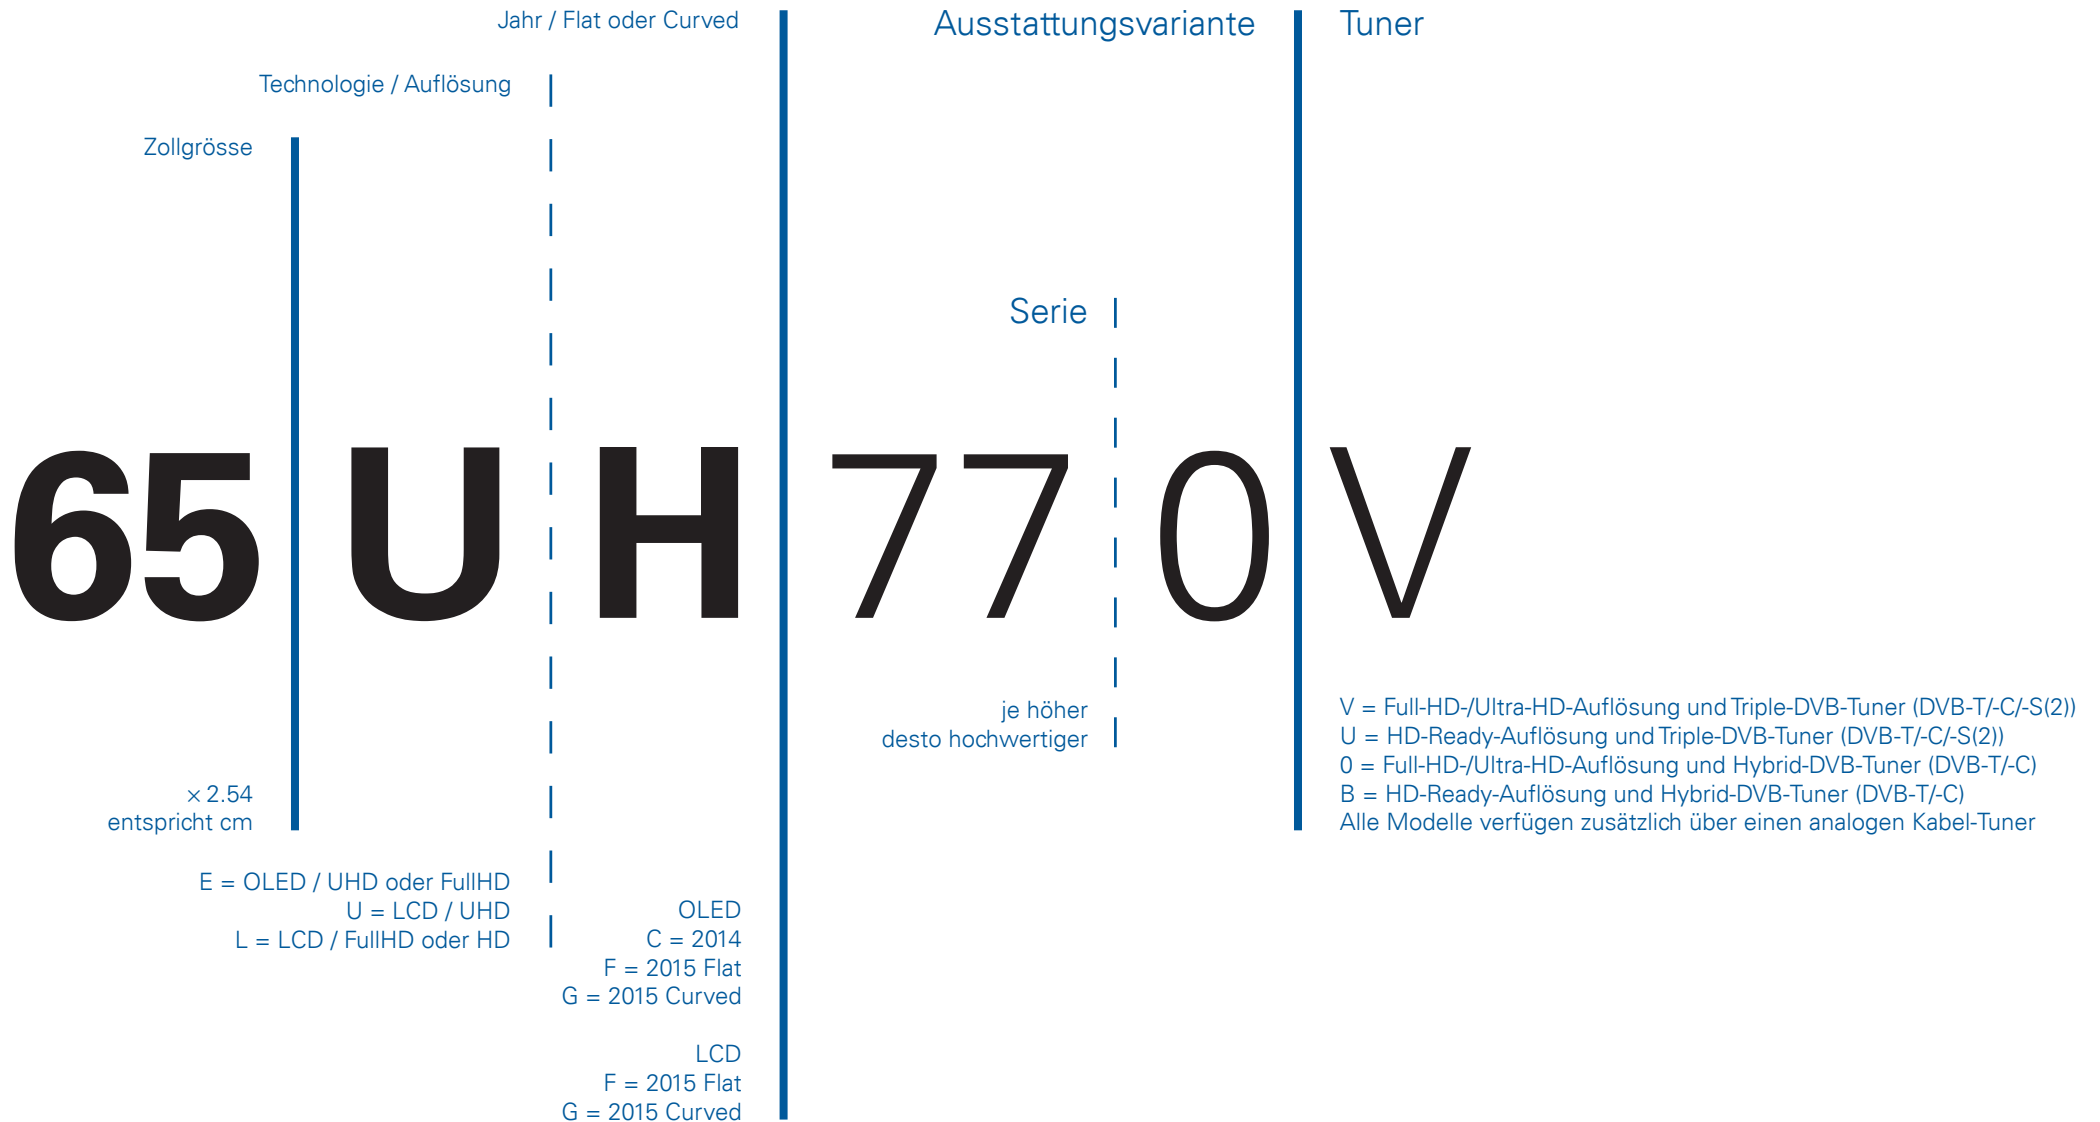 Jahr / Flat oder Curved
Ausstattungsvariante
Tuner
Technologie / Auflösung
Zollgrösse
Serie
65 U H 77 0 V
je höher
desto hochwertiger
× 2.54
entspricht cm
V = Full-HD-/Ultra-HD-Auflösung und Triple-DVB-Tuner (DVB-T/-C/-S(2))
U = HD-Ready-Auflösung und Triple-DVB-Tuner (DVB-T/-C/-S(2))
0 = Full-HD-/Ultra-HD-Auflösung und Hybrid-DVB-Tuner (DVB-T/-C)
B = HD-Ready-Auflösung und Hybrid-DVB-Tuner (DVB-T/-C)
Alle Modelle verfügen zusätzlich über einen analogen Kabel-Tuner
E = OLED / UHD oder FullHD
U = LCD / UHD
L = LCD / FullHD oder HD
OLED
C = 2014
F = 2015 Flat
G = 2015 Curved
LCD
F = 2015 Flat
G = 2015 Curved